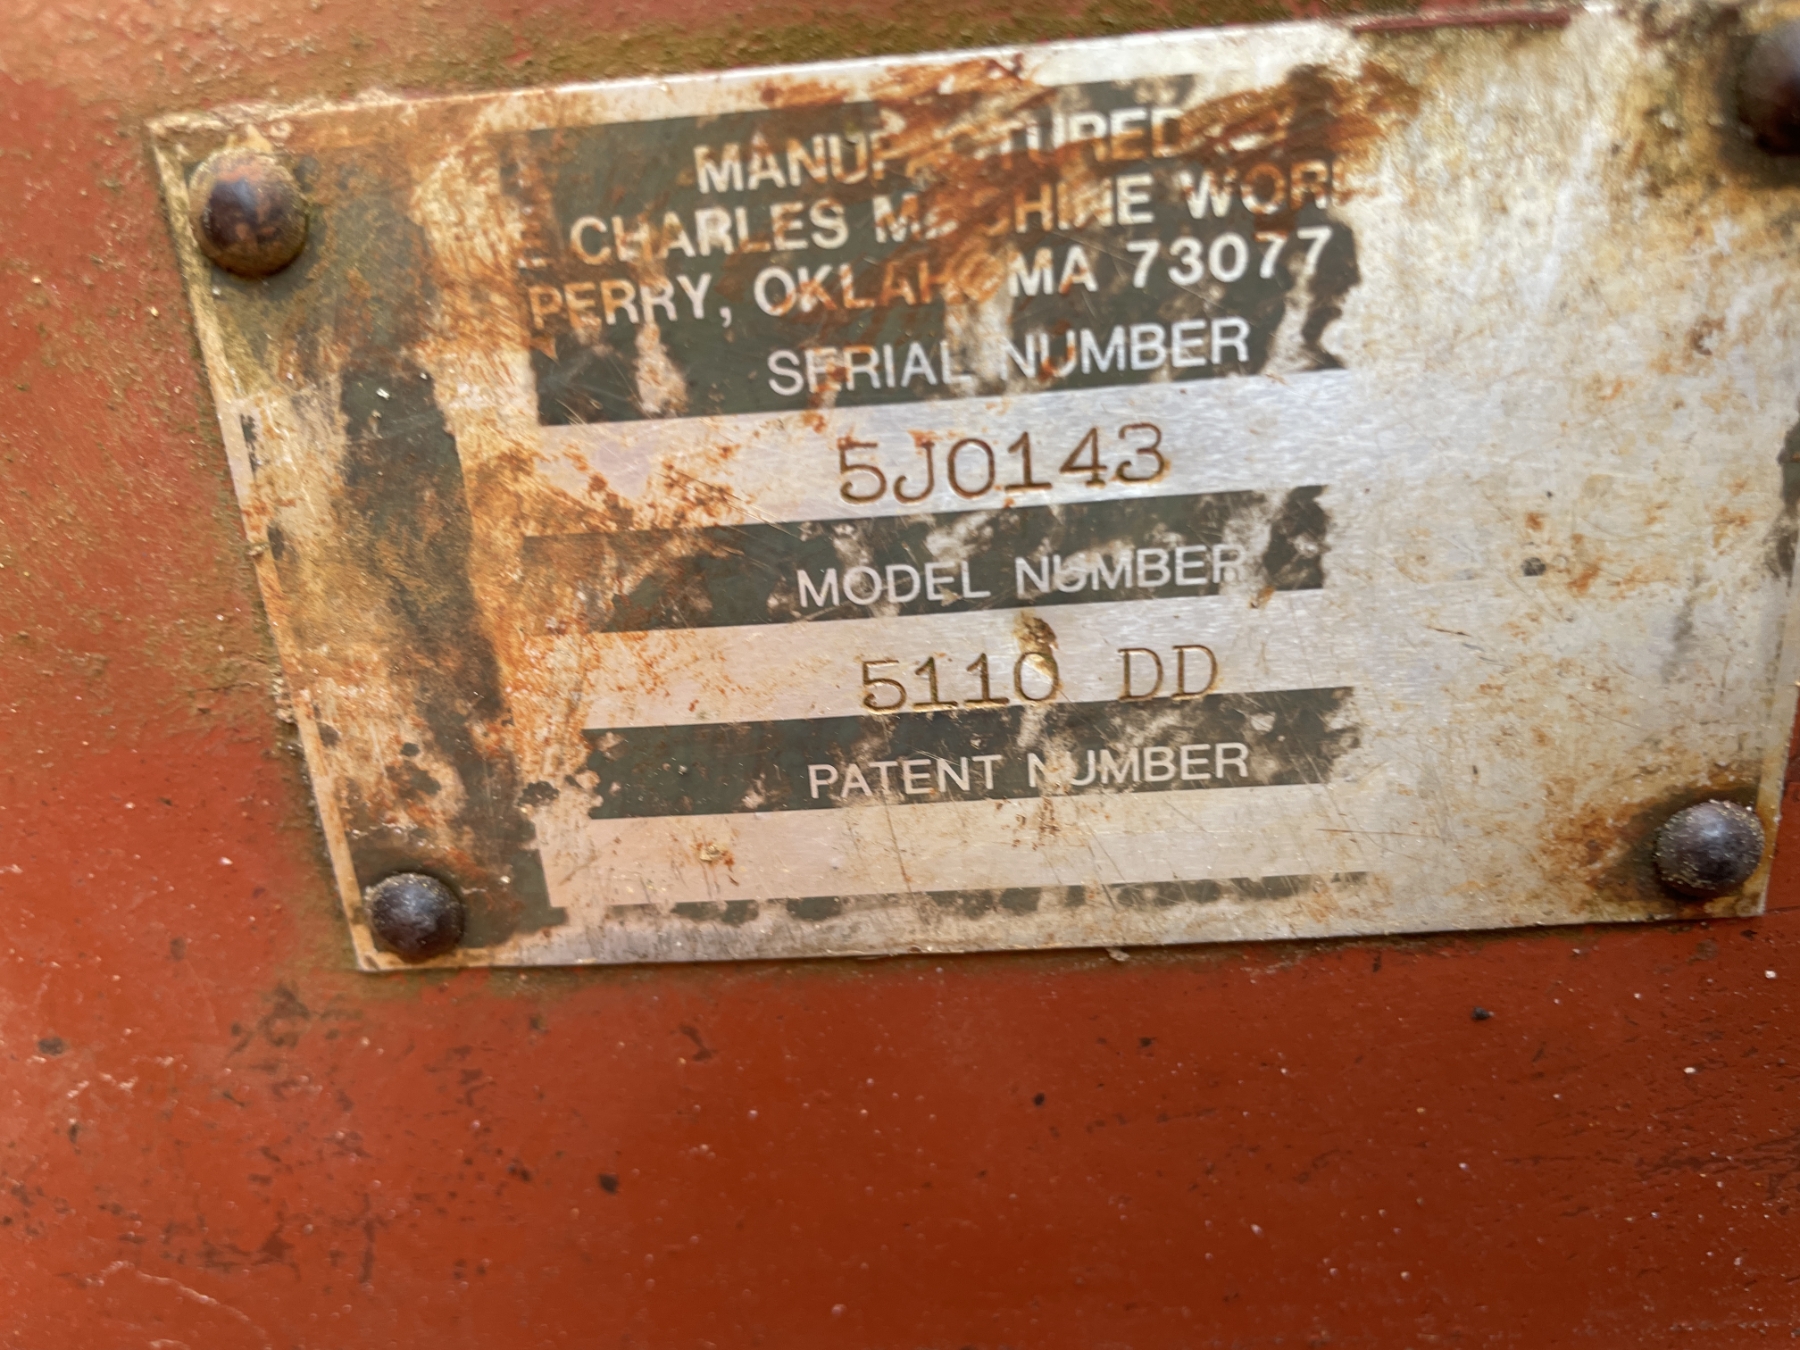 MANUFACTURED
CHARLES MACHINE WORKS
PERRY, OKLAHOMA 73077
SERIAL NUMBER
5J0143
MODEL NUMBER
5110 DD
PATENT NUMBER